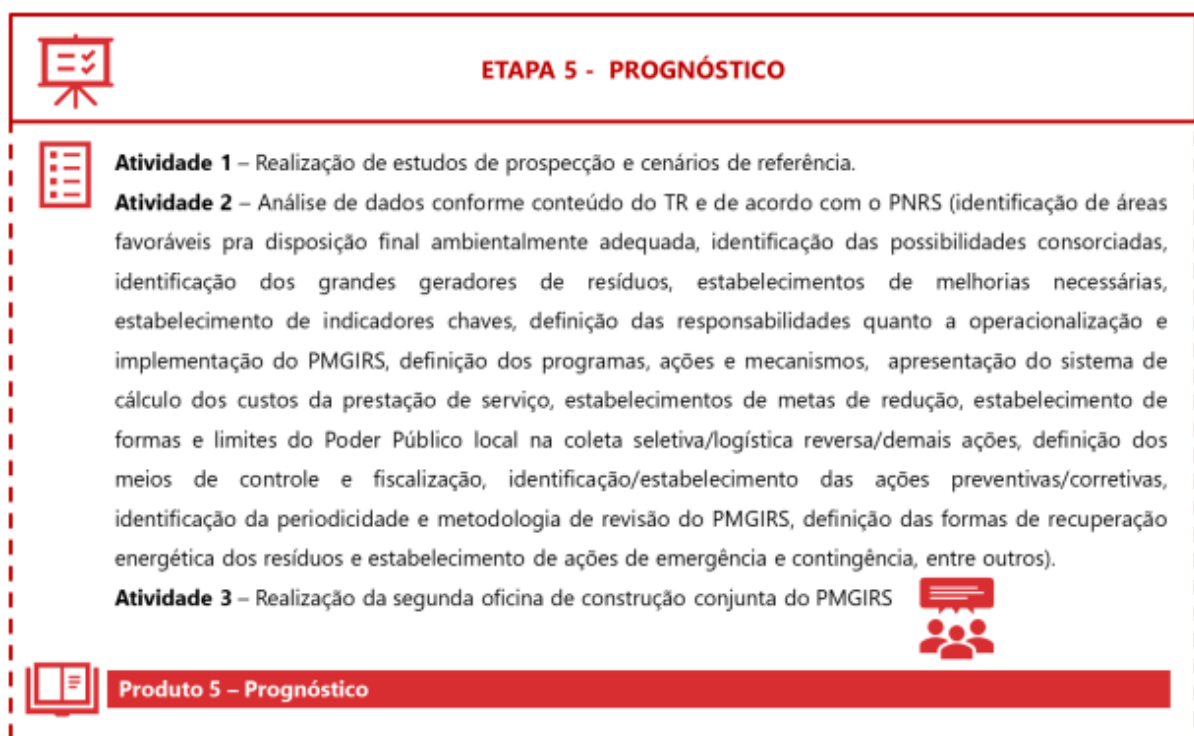 ETAPA 5 - PROGNÓSTICO
Atividade 1 – Realização de estudos de prospecção e cenários de referência.
Atividade 2 – Análise de dados conforme conteúdo do TR e de acordo com o PNRS (identificação de áreas
favoráveis pra disposição final ambientalmente adequada, identificação das possibilidades consorciadas,
identificação dos grandes geradores de resíduos, estabelecimentos de melhorias necessárias,
estabelecimento de indicadores chaves, definição das responsabilidades quanto a operacionalização e
implementação do PMGIRS, definição dos programas, ações e mecanismos, apresentação do sistema de
cálculo dos custos da prestação de serviço, estabelecimentos de metas de redução, estabelecimento de
formas e limites do Poder Público local na coleta seletiva/logística reversa/demais ações, definição dos
meios de controle e fiscalização, identificação/estabelecimento das ações preventivas/corretivas,
identificação da periodicidade e metodologia de revisão do PMGIRS, definição das formas de recuperação
energética dos resíduos e estabelecimento de ações de emergência e contingência, entre outros).
Atividade 3 – Realização da segunda oficina de construção conjunta do PMGIRS
Produto 5 – Prognóstico